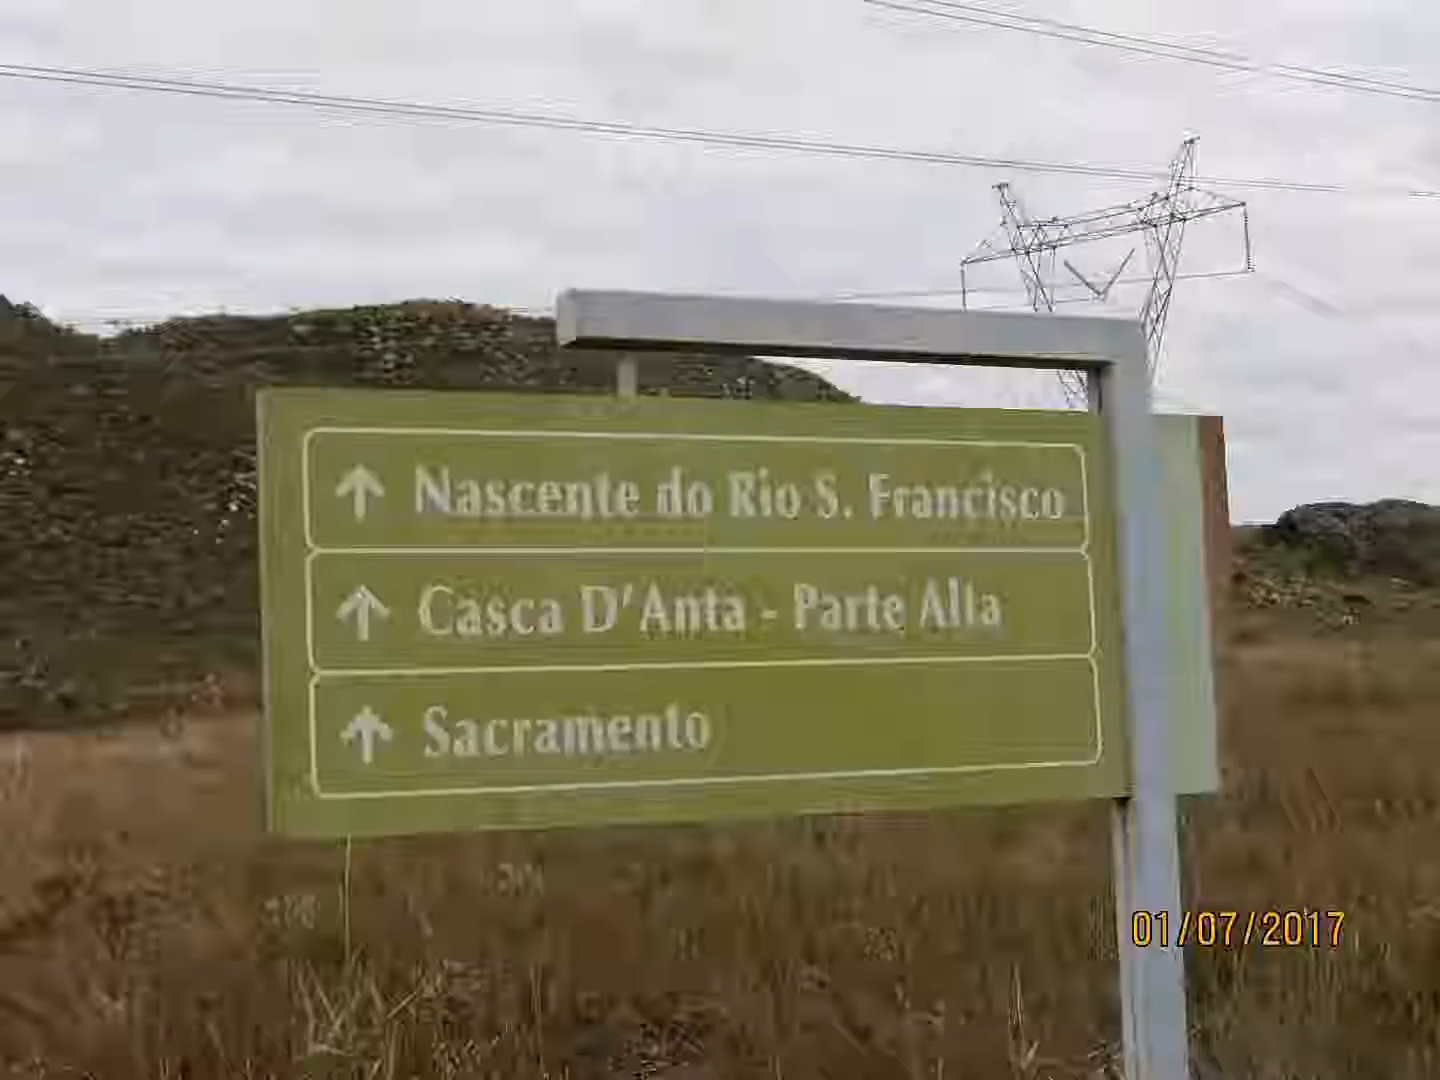 Nascente do Rio S. Francisco
Casca D'Anta - Parte Alta
Sacramento
01/07/2017